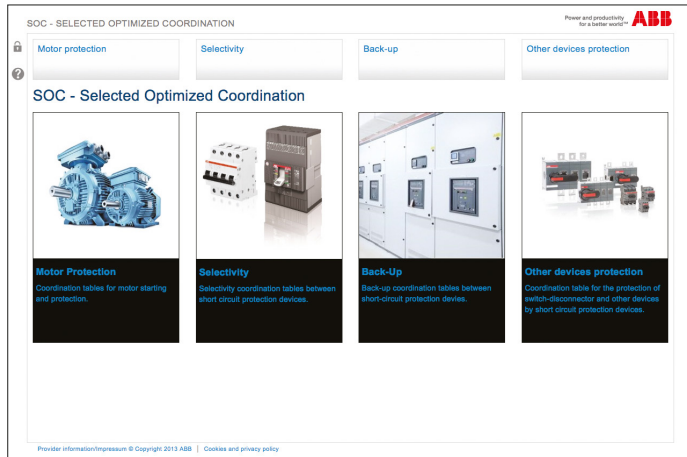 SOC - SELECTED OPTIMIZED COORDINATION
Power and productivity
for a better world™
ABB
Motor protection
Selectivity
Back-up
Other devices protection
SOC - Selected Optimized Coordination
Motor Protection
Coordination tables for motor starting
and protection.
Selectivity
Selectivity coordination tables between
short circuit protection devices.
Back-Up
Back-up coordination tables between
short-circuit protection devies.
Other devices protection
Coordination table for the protection of
switch-disconnector and other devices
by short circuit protection devices.
Provider information/Impressum © Copyright 2013 ABB | Cookies and privacy policy